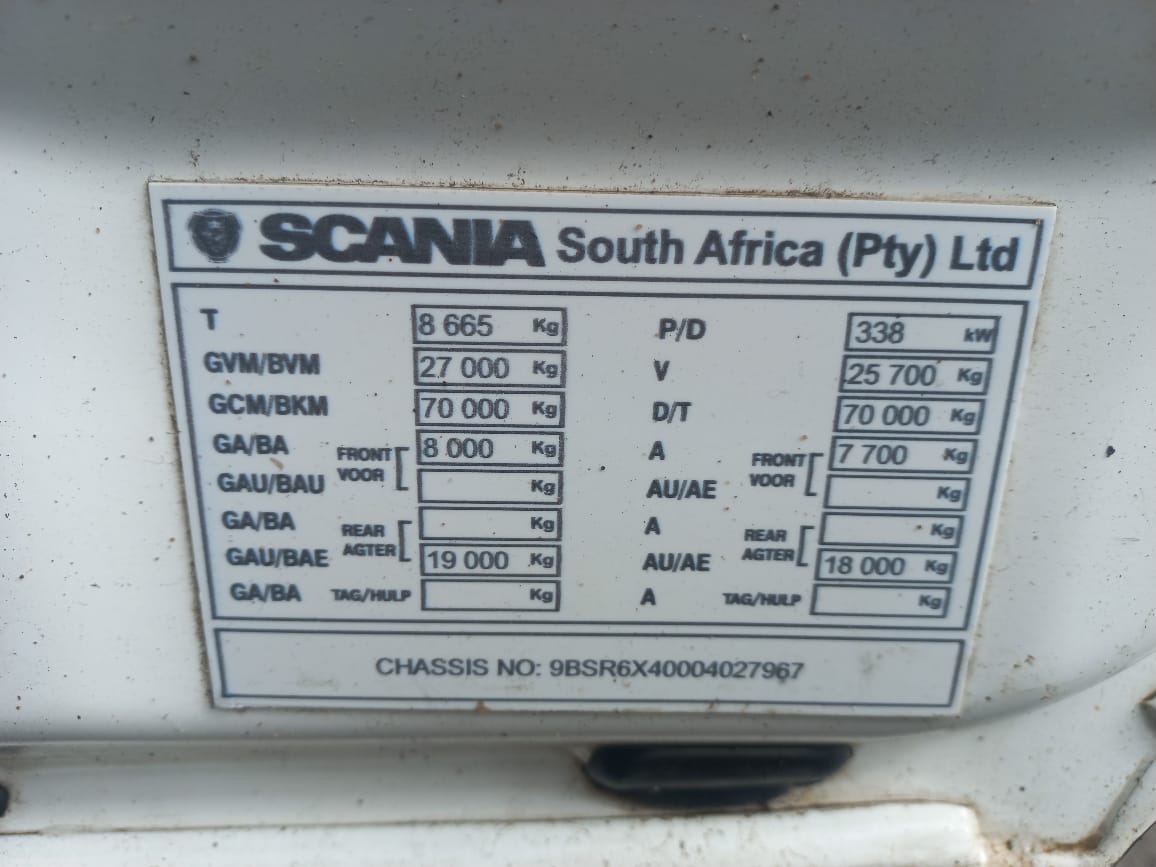 SCANIA South Africa (Pty) Ltd
T 8 665 Kg P/D 338 kW
GVM/BVM 27 000 Kg V 25 700 Kg
GCM/BKM 70 000 Kg D/T 70 000 Kg
GA/BA FRONT VOOR 8 000 Kg A FRONT VOOR 7 700 Kg
GAU/BAU Kg AU/AE Kg
GA/BA REAR AGTER Kg A REAR AGTER Kg
GAU/BAE 19 000 Kg AU/AE 18 000 Kg
GA/BA TAG/HULP Kg A TAG/HULP Kg
CHASSIS NO: 9BSR6X40004027967